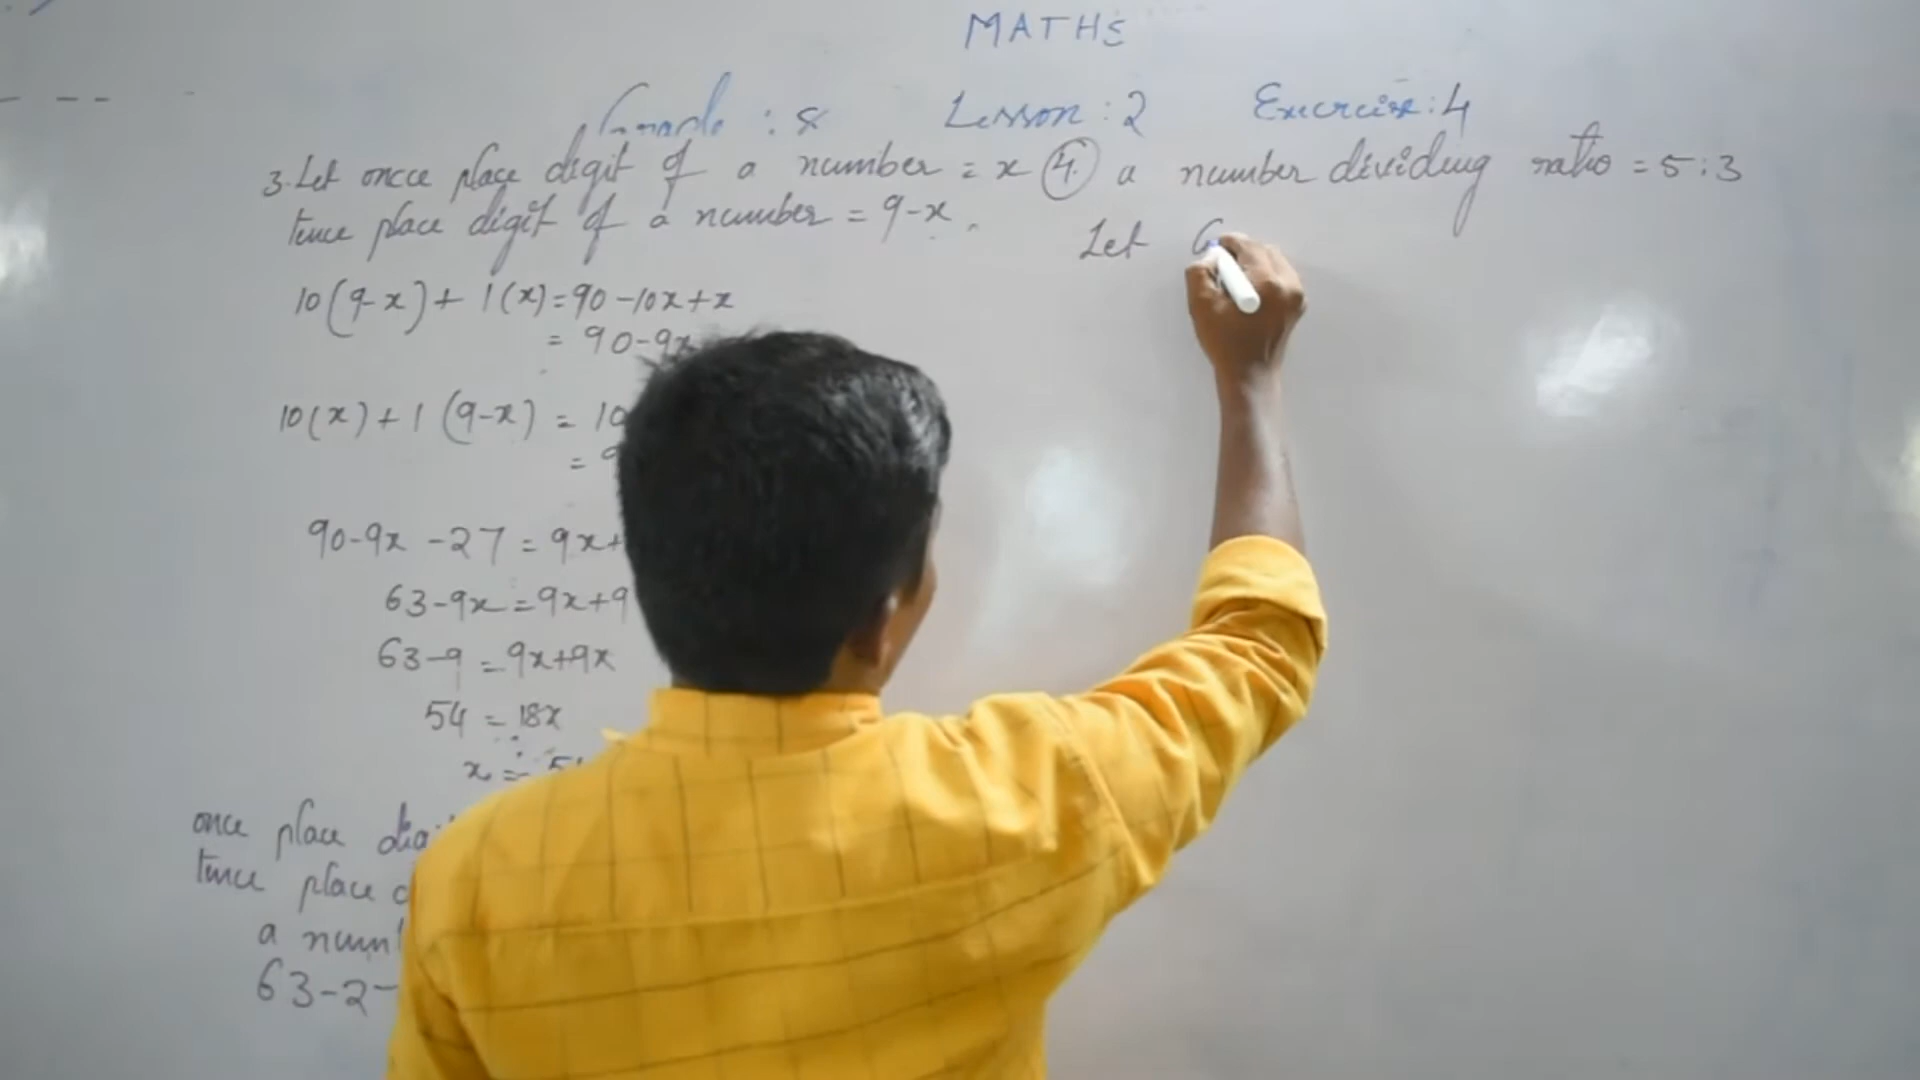 MATHS
Grade : 8 Lesson : 2 Exercise : 4
3. Let once place digit of a number = x
tence place digit of a number = 9-x.
10(9-x) + 1(x) = 90-10x+x
= 90-9x
10(x) + 1(9-x) = 10
= 9
90-9x -27 = 9x+
63-9x = 9x+9
63-9 = 9x+9x
54 = 18x
x =
once place
tence place
a
63-2
④ a number dividing ratio = 5:3
Let